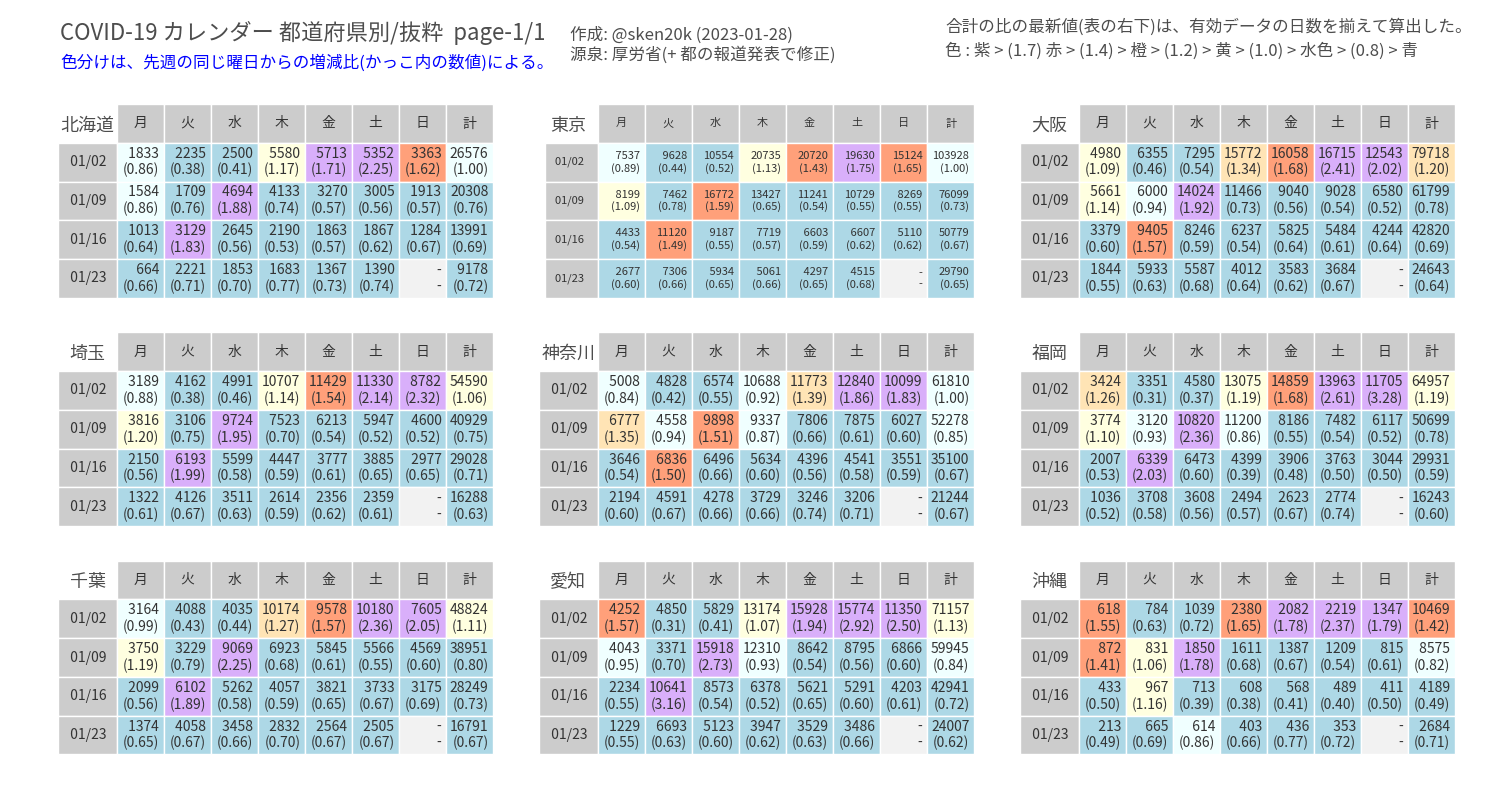 COVID-19 カレンダー 都道府県別/抜粋 page-1/1
作成: @sken20k (2023-01-28)
合計の比の最新値(表の右下)は、有効データの日数を揃えて算出した。
色分けは、先週の同じ曜日からの増減比(かっこ内の数値)による。
源泉: 厚労省(+ 都の報道発表で修正)
色 : 紫 > (1.7) 赤 > (1.4) > 橙 > (1.2) > 黄 > (1.0) > 水色 > (0.8) > 青
北海道 月 火 水 木 金 土 日 計
01/02 1833 2235 2500 5580 5713 5352 3363 26576
(0.86) (0.38) (0.41) (1.17) (1.71) (2.25) (1.62) (1.00)
01/09 1584 1709 4694 4133 3270 3005 1913 20308
(0.86) (0.76) (1.88) (0.74) (0.57) (0.56) (0.57) (0.76)
01/16 1013 3129 2645 2190 1863 1867 1284 13991
(0.64) (1.83) (0.56) (0.53) (0.57) (0.62) (0.67) (0.69)
01/23 664 2221 1853 1683 1367 1390 - 9178
(0.66) (0.71) (0.70) (0.77) (0.73) (0.74) - (0.72)
東京 月 火 水 木 金 土 日 計
01/02 7537 9628 10554 20735 20720 19630 15124 103928
(0.89) (0.44) (0.52) (1.13) (1.43) (1.75) (1.65) (1.00)
01/09 8199 7462 16772 13427 11241 10729 8269 76099
(1.09) (0.78) (1.59) (0.65) (0.54) (0.55) (0.55) (0.73)
01/16 4433 11120 9187 7719 6603 6607 5110 50779
(0.54) (1.49) (0.55) (0.57) (0.59) (0.62) (0.62) (0.67)
01/23 2677 7306 5934 5061 4297 4515 - 29790
(0.60) (0.66) (0.65) (0.66) (0.65) (0.68) - (0.65)
大阪 月 火 水 木 金 土 日 計
01/02 4980 6355 7295 15772 16058 16715 12543 79718
(1.09) (0.46) (0.54) (1.34) (1.68) (2.41) (2.02) (1.20)
01/09 5661 6000 14024 11466 9040 9028 6580 61799
(1.14) (0.94) (1.92) (0.73) (0.56) (0.54) (0.52) (0.78)
01/16 3379 9405 8246 6237 5825 5484 4244 42820
(0.60) (1.57) (0.59) (0.54) (0.64) (0.61) (0.64) (0.69)
01/23 1844 5933 5587 4012 3583 3684 - 24643
(0.55) (0.63) (0.68) (0.64) (0.62) (0.67) - (0.64)
埼玉 月 火 水 木 金 土 日 計
01/02 3189 4162 4991 10707 11429 11330 8782 54590
(0.88) (0.38) (0.46) (1.14) (1.54) (2.14) (2.32) (1.06)
01/09 3816 3106 9724 7523 6213 5947 4600 40929
(1.20) (0.75) (1.95) (0.70) (0.54) (0.52) (0.52) (0.75)
01/16 2150 6193 5599 4447 3777 3885 2977 29028
(0.56) (1.99) (0.58) (0.59) (0.61) (0.65) (0.65) (0.71)
01/23 1322 4126 3511 2614 2356 2359 - 16288
(0.61) (0.67) (0.63) (0.59) (0.62) (0.61) - (0.63)
神奈川 月 火 水 木 金 土 日 計
01/02 5008 4828 6574 10688 11773 12840 10099 61810
(0.84) (0.42) (0.55) (0.92) (1.39) (1.86) (1.83) (1.00)
01/09 6777 4558 9898 9337 7806 7875 6027 52278
(1.35) (0.94) (1.51) (0.87) (0.66) (0.61) (0.60) (0.85)
01/16 3646 6836 6496 5634 4396 4541 3551 35100
(0.54) (1.50) (0.66) (0.60) (0.56) (0.58) (0.59) (0.67)
01/23 2194 4591 4278 3729 3246 3206 - 21244
(0.60) (0.67) (0.66) (0.66) (0.74) (0.71) - (0.67)
福岡 月 火 水 木 金 土 日 計
01/02 3424 3351 4580 13075 14859 13963 11705 64957
(1.26) (0.31) (0.37) (1.19) (1.68) (2.61) (3.28) (1.19)
01/09 3774 3120 10820 11200 8186 7482 6117 50699
(1.10) (0.93) (2.36) (0.86) (0.55) (0.54) (0.52) (0.78)
01/16 2007 6339 6473 4399 3906 3763 3044 29931
(0.53) (2.03) (0.60) (0.39) (0.48) (0.50) (0.50) (0.59)
01/23 1036 3708 3608 2494 2623 2774 - 16243
(0.52) (0.58) (0.56) (0.57) (0.67) (0.74) - (0.60)
千葉 月 火 水 木 金 土 日 計
01/02 3164 4088 4035 10174 9578 10180 7605 48824
(0.99) (0.43) (0.44) (1.27) (1.57) (2.36) (2.05) (1.11)
01/09 3750 3229 9069 6923 5845 5566 4569 38951
(1.19) (0.79) (2.25) (0.68) (0.61) (0.55) (0.60) (0.80)
01/16 2099 6102 5262 4057 3821 3733 3175 28249
(0.56) (1.89) (0.58) (0.59) (0.65) (0.67) (0.69) (0.73)
01/23 1374 4058 3458 2832 2564 2505 - 16791
(0.65) (0.67) (0.66) (0.70) (0.67) (0.67) - (0.67)
愛知 月 火 水 木 金 土 日 計
01/02 4252 4850 5829 13174 15928 15774 11350 71157
(1.57) (0.31) (0.41) (1.07) (1.94) (2.92) (2.50) (1.13)
01/09 4043 3371 15918 12310 8642 8795 6866 59945
(0.95) (0.70) (2.73) (0.93) (0.54) (0.56) (0.60) (0.84)
01/16 2234 10641 8573 6378 5621 5291 4203 42941
(0.55) (3.16) (0.54) (0.52) (0.65) (0.60) (0.61) (0.72)
01/23 1229 6693 5123 3947 3529 3486 - 24007
(0.55) (0.63) (0.60) (0.62) (0.63) (0.66) - (0.62)
沖縄 月 火 水 木 金 土 日 計
01/02 618 784 1039 2380 2082 2219 1347 10469
(1.55) (0.63) (0.72) (1.65) (1.78) (2.37) (1.79) (1.42)
01/09 872 831 1850 1611 1387 1209 815 8575
(1.41) (1.06) (1.78) (0.68) (0.67) (0.54) (0.61) (0.82)
01/16 433 967 713 608 568 489 411 4189
(0.50) (1.16) (0.39) (0.38) (0.41) (0.40) (0.50) (0.49)
01/23 213 665 614 403 436 353 - 2684
(0.49) (0.69) (0.86) (0.66) (0.77) (0.72) - (0.71)